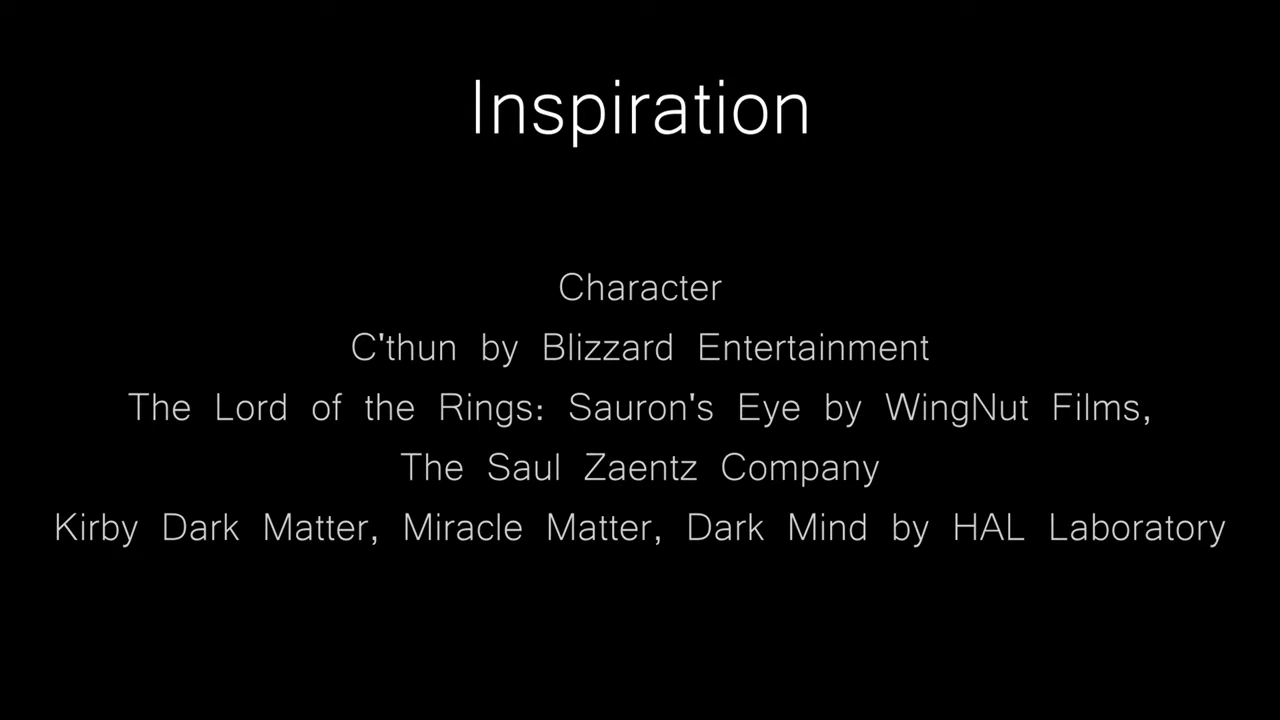 Inspiration
Character
C'thun by Blizzard Entertainment
The Lord of the Rings: Sauron's Eye by WingNut Films,
The Saul Zaentz Company
Kirby Dark Matter, Miracle Matter, Dark Mind by HAL Laboratory